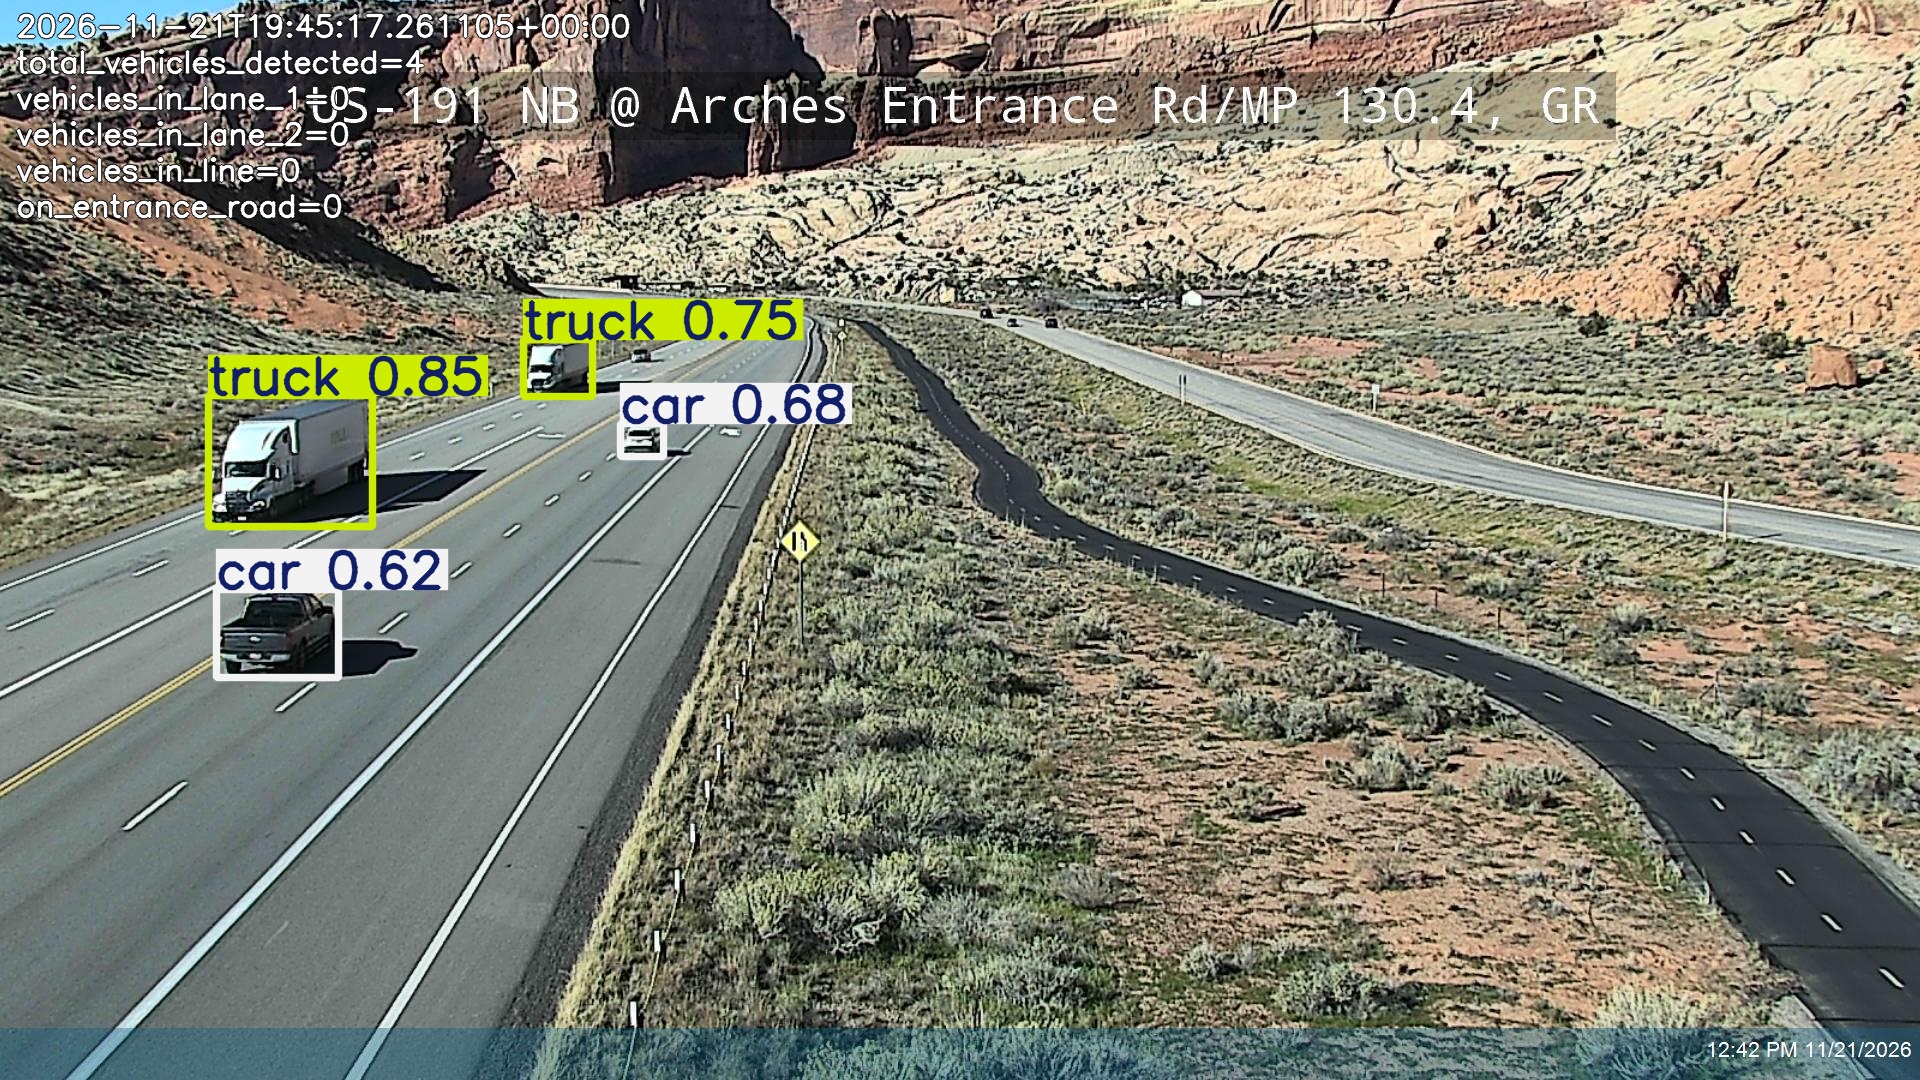 2026-11-21T19:45:17.261105+00:00
total_vehicles_detected=4
vehicles_in_lane_1=0
US-191 NB @ Arches Entrance Rd/MP 130.4, GR
vehicles_in_lane_2=0
vehicles_in_line=0
on_entrance_road=0
truck 0.75
truck 0.85
car 0.68
car 0.62
12:42 PM 11/21/2026